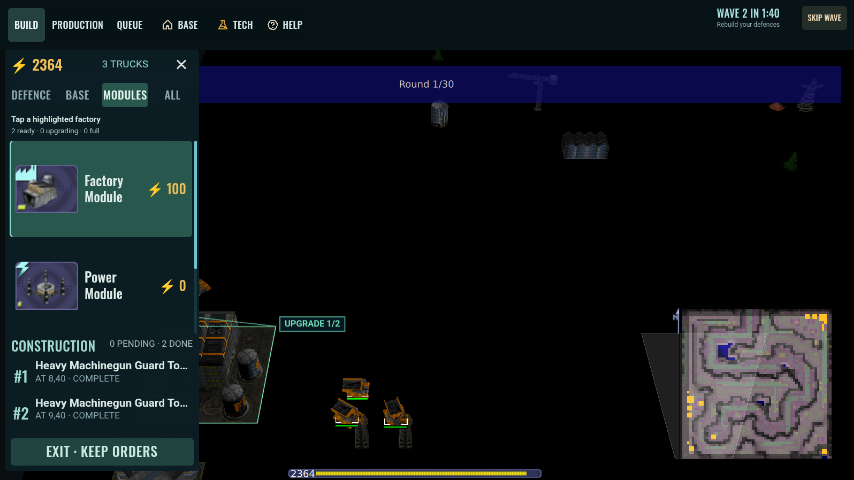 BUILD PRODUCTION QUEUE BASE TECH HELP
WAVE 2 IN 1:40
Rebuild your defences
SKIP WAVE
2364 3 TRUCKS
DEFENCE BASE MODULES ALL
Tap a highlighted factory
2 ready · 0 upgrading · 0 full
Factory Module 100
Power Module 0
CONSTRUCTION 0 PENDING · 2 DONE
#1 Heavy Machinegun Guard To...
AT 8,40 · COMPLETE
#2 Heavy Machinegun Guard To...
AT 9,40 · COMPLETE
EXIT · KEEP ORDERS
Round 1/30
UPGRADE 1/2
2364